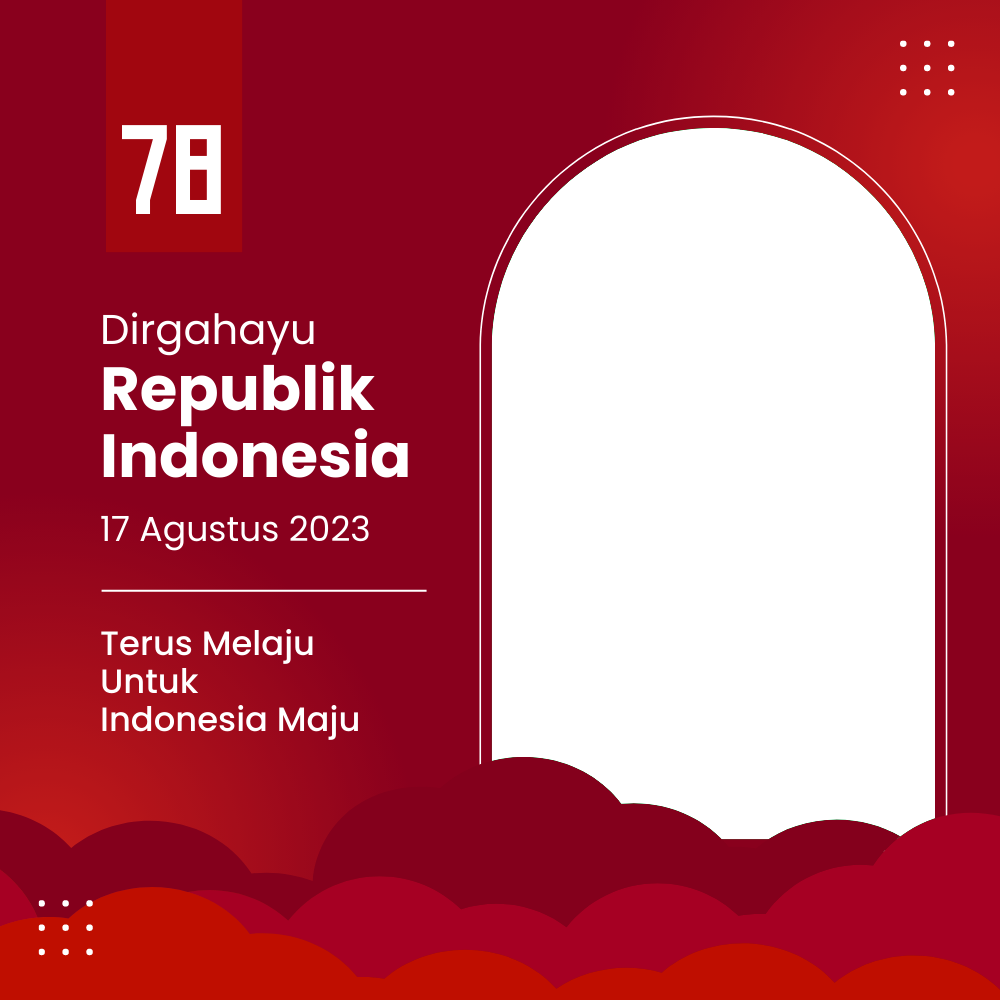 78
Dirgahayu
Republik
Indonesia
17 Agustus 2023
Terus Melaju
Untuk
Indonesia Maju